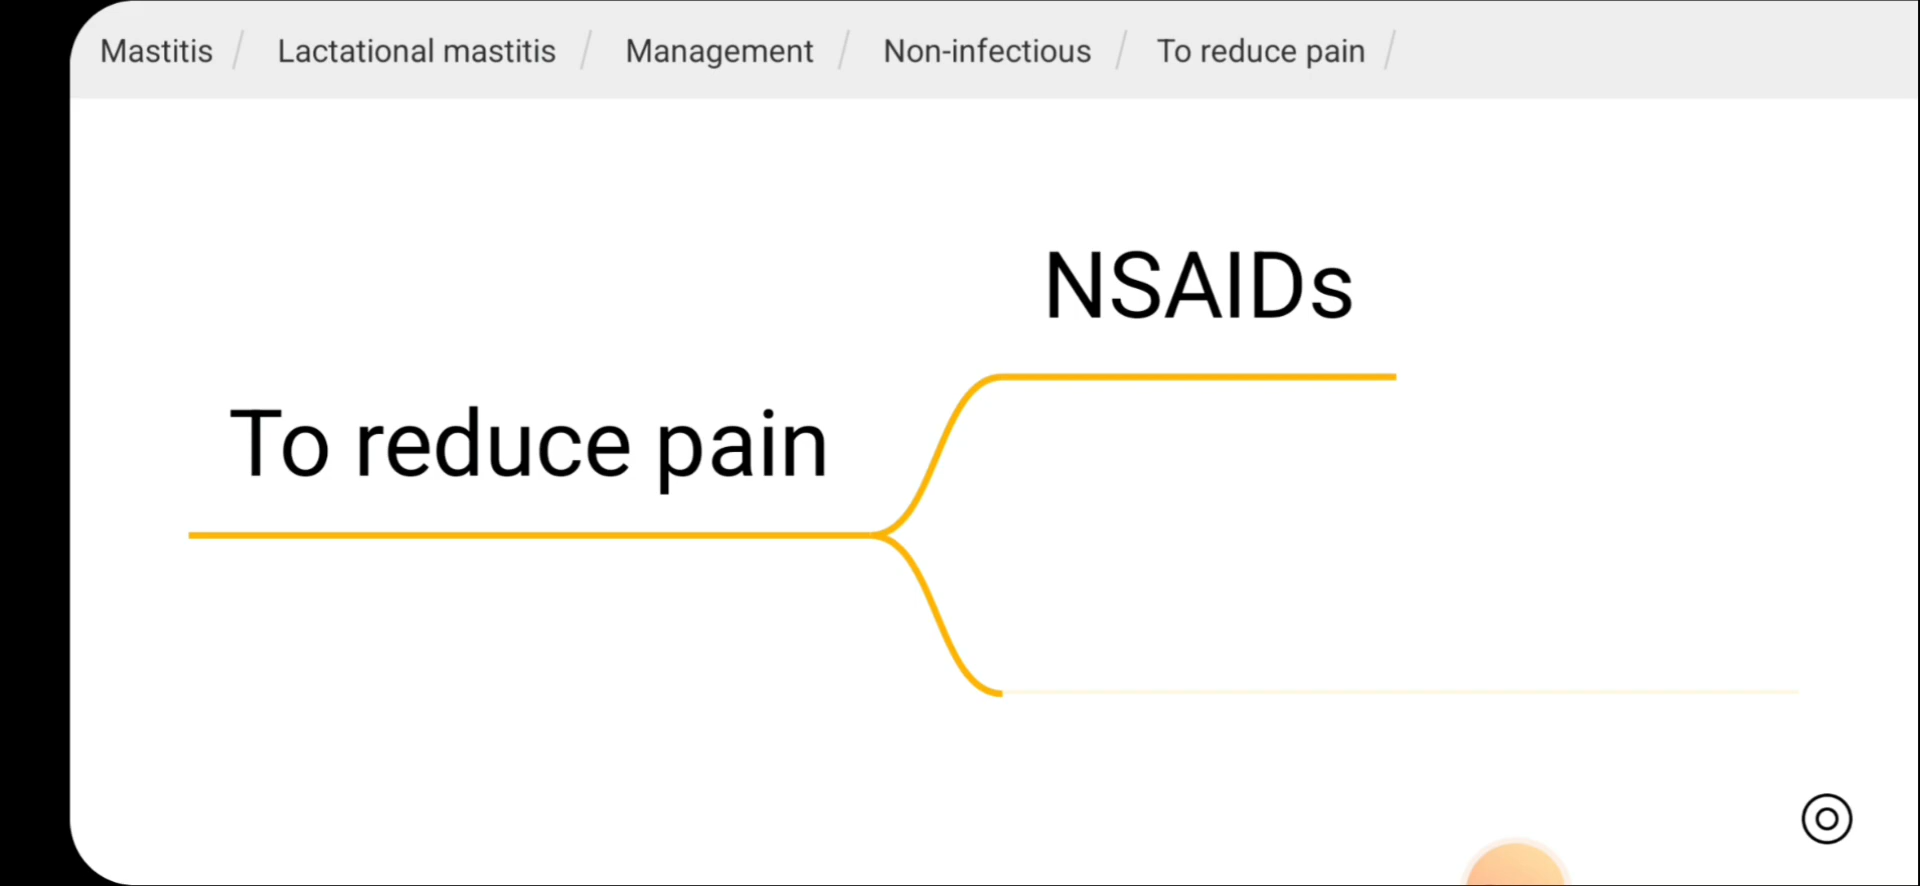 Mastitis / Lactational mastitis / Management / Non-infectious / To reduce pain /
NSAIDs
To reduce pain